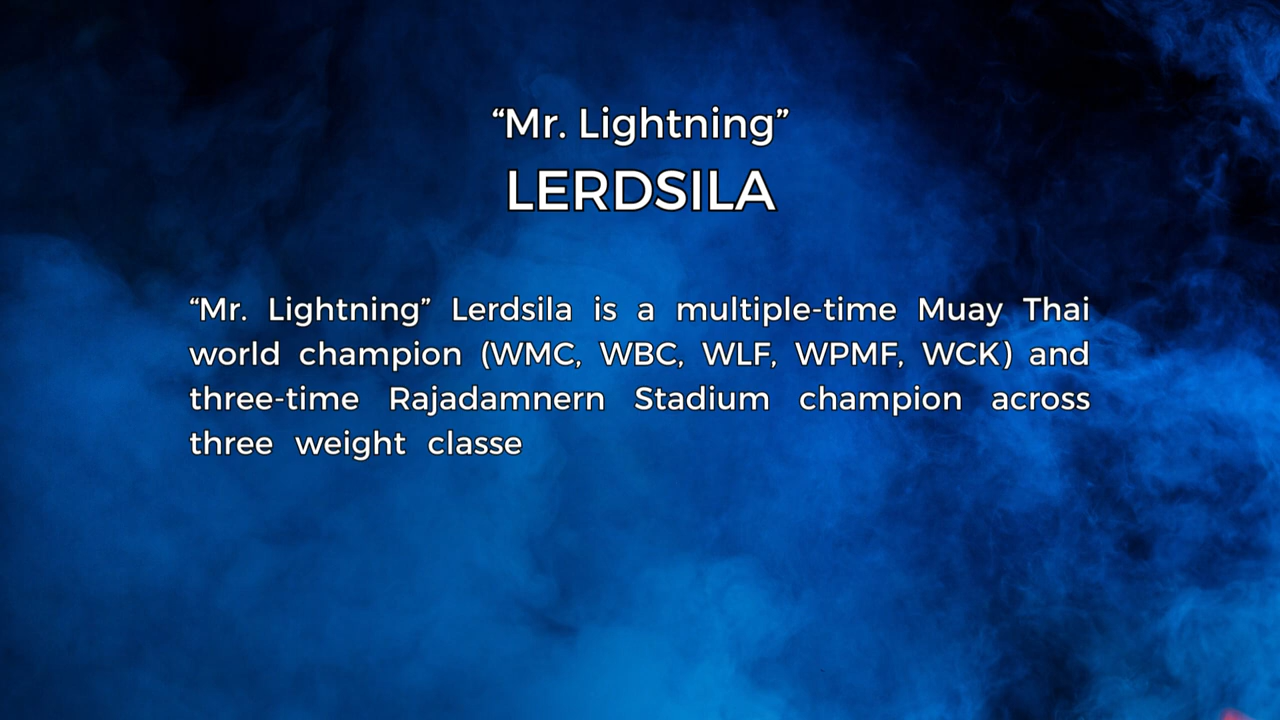 “Mr. Lightning”
LERDSILA
“Mr. Lightning” Lerdsila is a multiple-time Muay Thai
world champion (WMC, WBC, WLF, WPMF, WCK) and
three-time Rajadamnern Stadium champion across
three weight classe